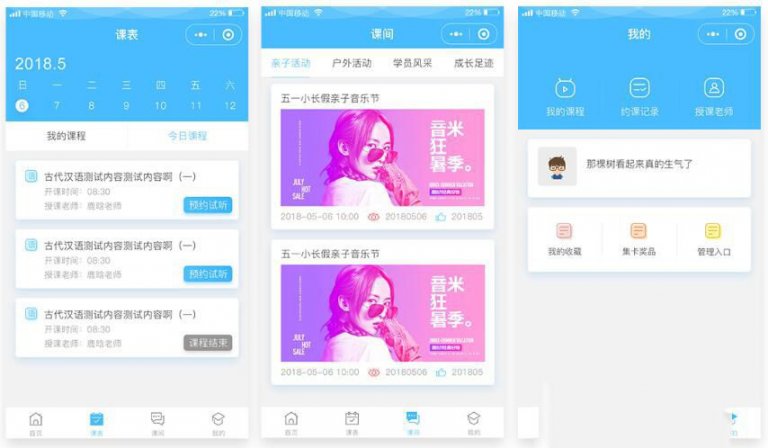 中国移动
22%
课表
2018.5
日 一 二 三 四 五 六
6 7 8 9 10 11 12
我的课程 今日课程
古代汉语测试内容测试内容啊（一）
开课时间：08:30
授课老师：鹿晗老师
预约试听
古代汉语测试内容测试内容啊（一）
开课时间：08:30
授课老师：鹿晗老师
预约试听
古代汉语测试内容测试内容啊（一）
开课时间：08:30
授课老师：鹿晗老师
课程结束
首页 课表 课间 我的
中国移动
22%
课间
亲子活动 户外活动 学员风采 成长足迹
五一小长假亲子音乐节
音米
狂
暑季。
JULY
HOT
SALE
2018-05-06 10:00 20180506 201805
五一小长假亲子音乐节
音米
狂
暑季。
JULY
HOT
SALE
2018-05-06 10:00 20180506 201805
首页 课表 课间 我的
中国移动
22%
我的
我的课程 约课记录 授课老师
那棵树看起来真的生气了
我的收藏 集卡奖品 管理入口